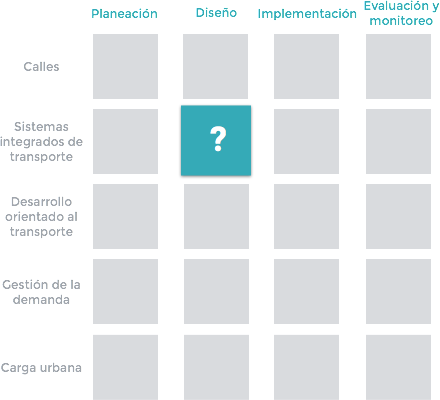 Planeación
Diseño
Implementación
Evaluación y
monitoreo
Calles
Sistemas
integrados de
transporte
?
Desarrollo
orientado al
transporte
Gestión de la
demanda
Carga urbana